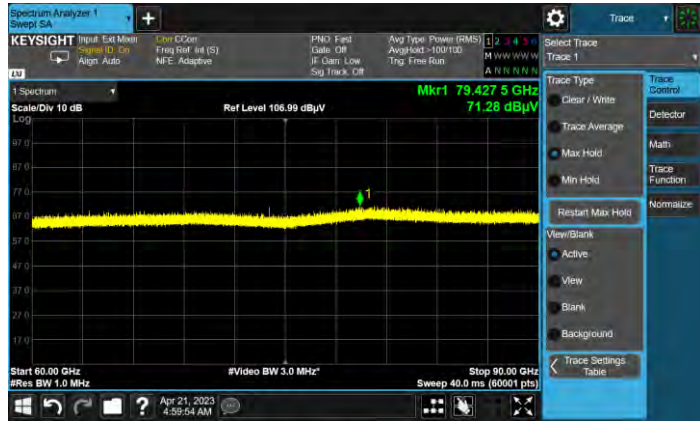 Spectrum Analyzer 1
Swept SA
Trace
KEYSIGHT
Input: Ext Mixer
Signal ID: On
Align: Auto
Corr CCorr
Freq Ref: Int (S)
NFE: Adaptive
PNO: Fast
Gate: Off
IF Gain: Low
Sig Track: Off
Avg Type: Power (RMS)
Avg|Hold:>100/100
Trig: Free Run
1 2 3 4 5 6
M W W W W W
A N N N N N
LXI
1 Spectrum
Scale/Div 10 dB
Log
Ref Level 106.99 dBµV
Mkr1 79.427 5 GHz
71.28 dBµV
97.0
87.0
77.0
67.0
57.0
47.0
37.0
27.0
17.0
1
Start 60.00 GHz
#Res BW 1.0 MHz
#Video BW 3.0 MHz*
Stop 90.00 GHz
Sweep 40.0 ms (60001 pts)
Select Trace
Trace 1
Trace Type
Clear / Write
Trace Average
Max Hold
Min Hold
Restart Max Hold
View/Blank
Active
View
Blank
Background
Trace Settings
Table
Trace
Control
Detector
Math
Trace
Function
Normalize
?
Apr 21, 2023
4:59:54 AM